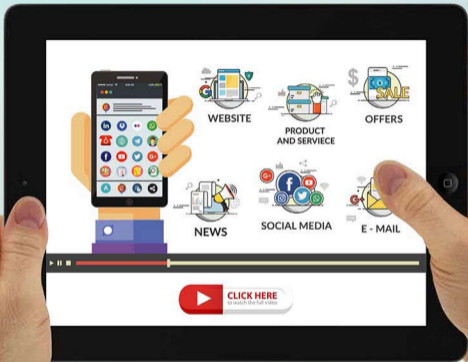 WEBSITE
PRODUCT
AND SERVIECE
$
SALE
OFFERS
NEWS
SOCIAL MEDIA
E - MAIL
CLICK HERE
to watch the full video